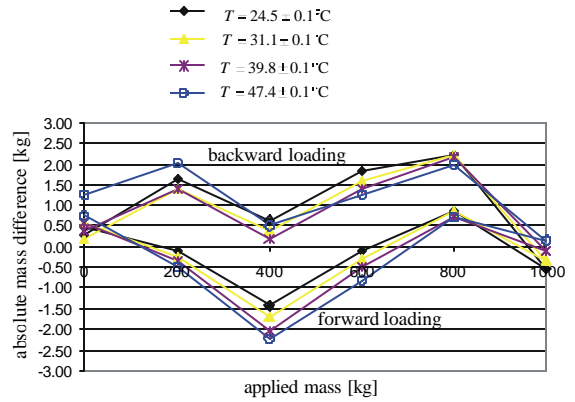 T = 24.5 ± 0.1 °C
T = 31.1 ± 0.1 °C
T = 39.8 ± 0.1 °C
T = 47.4 ± 0.1 °C
absolute mass difference [kg]
3.00
2.50
2.00
1.50
1.00
0.50
0.00
-0.50
-1.00
-1.50
-2.00
-2.50
-3.00
backward loading
0 200 400 600 800 1000
forward loading
applied mass [kg]